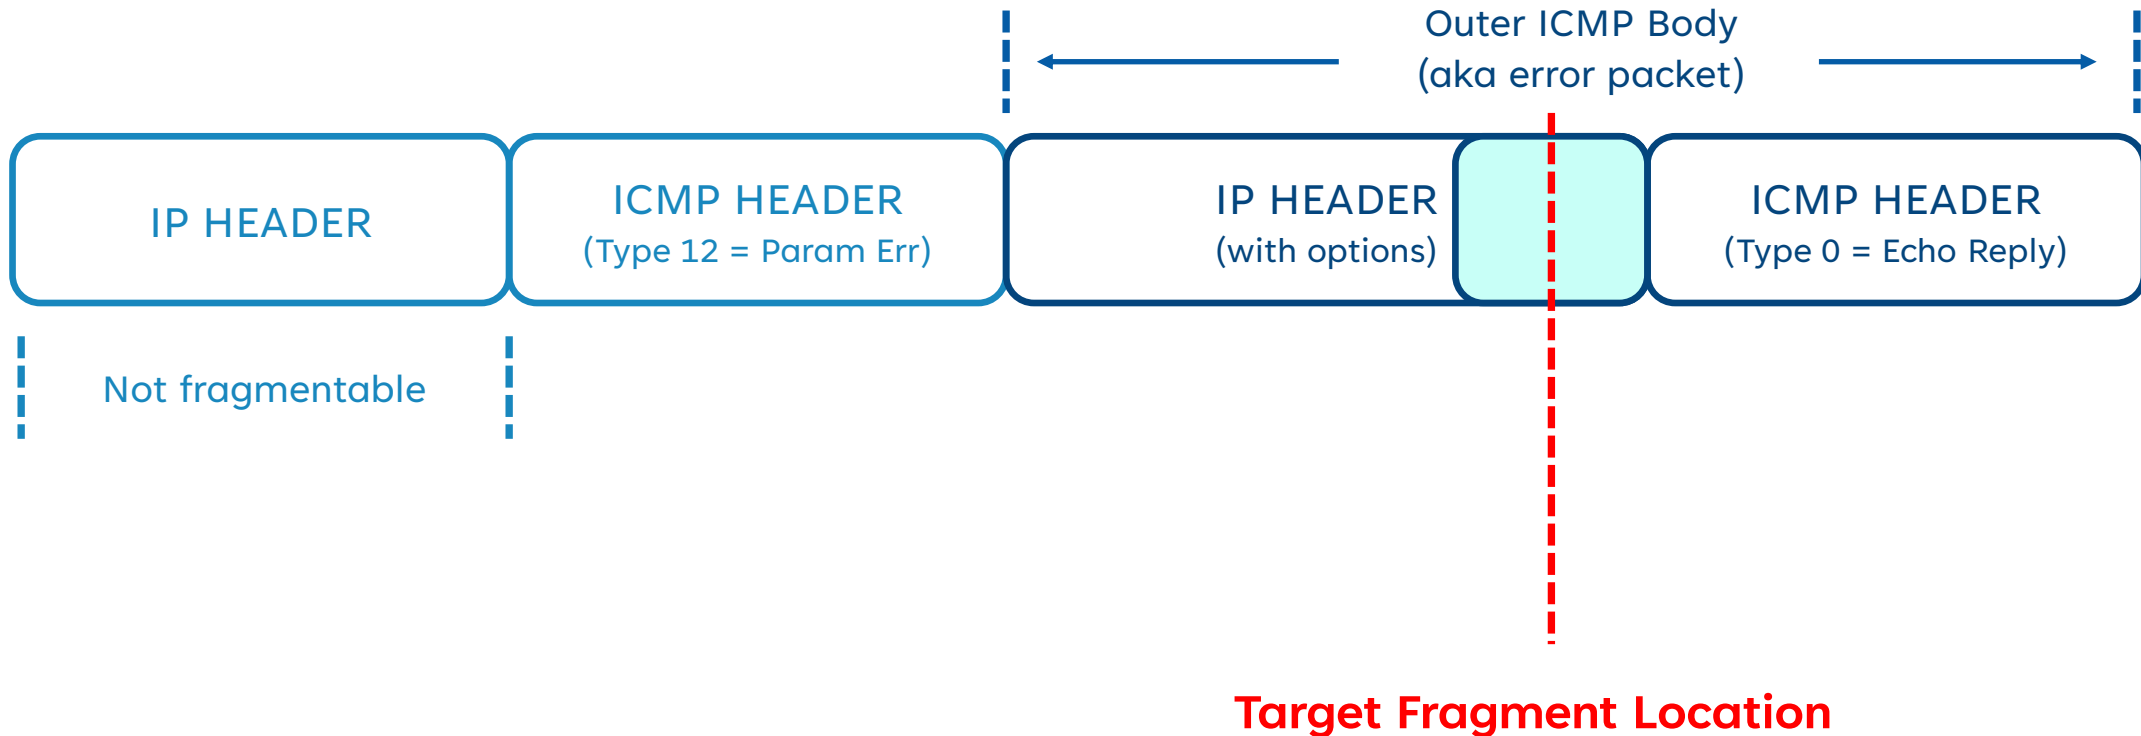 Outer ICMP Body
(aka error packet)
IP HEADER
ICMP HEADER
(Type 12 = Param Err)
IP HEADER
(with options)
ICMP HEADER
(Type 0 = Echo Reply)
Not fragmentable
Target Fragment Location